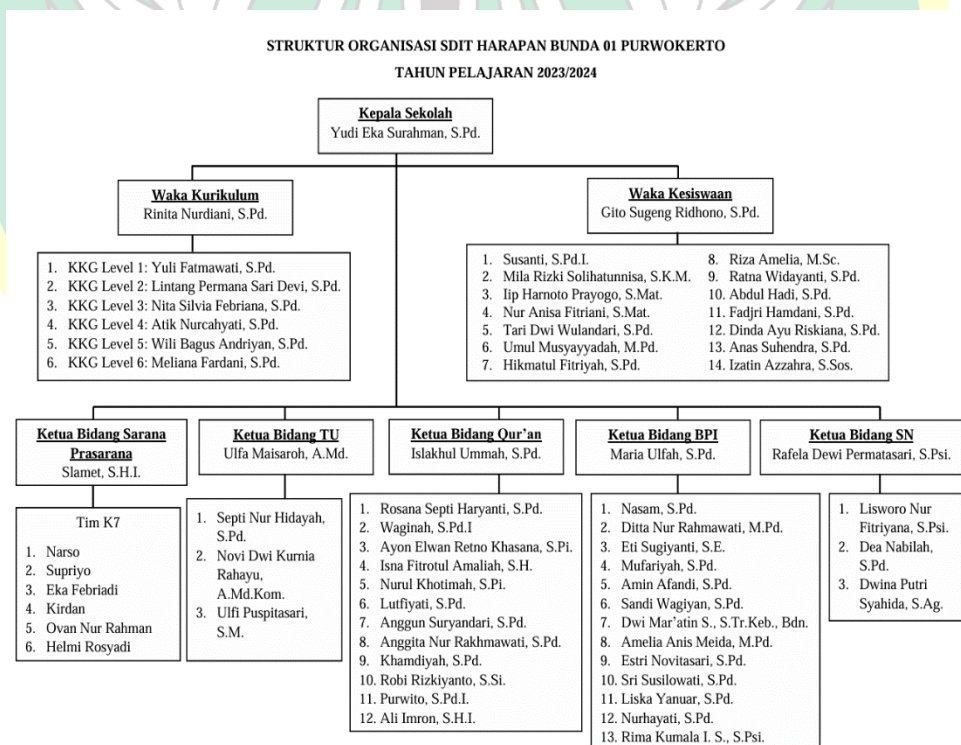 STRUKTUR ORGANISASI SDIT HARAPAN BUNDA 01 PURWOKERTO
TAHUN PELAJARAN 2023/2024
Kepala Sekolah
Yudi Eka Surahman, S.Pd.
Waka Kurikulum
Rinita Nurdiani, S.Pd.
1. KKG Level 1: Yuli Fatmawati, S.Pd.
2. KKG Level 2: Lintang Permana Sari Devi, S.Pd.
3. KKG Level 3: Nita Silvia Febriana, S.Pd.
4. KKG Level 4: Atik Nurcahyati, S.Pd.
5. KKG Level 5: Wili Bagus Andriyan, S.Pd.
6. KKG Level 6: Meliana Fardani, S.Pd.
Waka Kesiswaan
Gito Sugeng Ridhono, S.Pd.
1. Susanti, S.Pd.I.
2. Mila Rizki Solihatunnisa, S.K.M.
3. Iip Harnoto Prayogo, S.Mat.
4. Nur Anisa Fitriani, S.Mat.
5. Tari Dwi Wulandari, S.Pd.
6. Umul Musyayyadah, M.Pd.
7. Hikmatul Fitriyah, S.Pd.
8. Riza Amelia, M.Sc.
9. Ratna Widayanti, S.Pd.
10. Abdul Hadi, S.Pd.
11. Fadjri Hamdani, S.Pd.
12. Dinda Ayu Riskiana, S.Pd.
13. Anas Suhendra, S.Pd.
14. Izatin Azzahra, S.Sos.
Ketua Bidang Sarana
Prasarana
Slamet, S.H.I.
Tim K7
1. Narso
2. Supriyo
3. Eka Febriadi
4. Kirdan
5. Ovan Nur Rahman
6. Helmi Rosyadi
Ketua Bidang TU
Ulfa Maisaroh, A.Md.
1. Septi Nur Hidayah,
S.Pd.
2. Novi Dwi Kurnia
Rahayu,
A.Md.Kom.
3. Ulfi Puspitasari,
S.M.
Ketua Bidang Qur'an
Islakhul Ummah, S.Pd.
1. Rosana Septi Haryanti, S.Pd.
2. Waginah, S.Pd.I
3. Ayon Elwan Retno Khasana, S.Pi.
4. Isna Fitrotul Amaliah, S.H.
5. Nurul Khotimah, S.Pi.
6. Lutfiyati, S.Pd.
7. Anggun Suryandari, S.Pd.
8. Anggita Nur Rakhmawati, S.Pd.
9. Khamdiyah, S.Pd.
10. Robi Rizkiyanto, S.Si.
11. Purwito, S.Pd.I.
12. Ali Imron, S.H.I.
Ketua Bidang BPI
Maria Ulfah, S.Pd.
1. Nasam, S.Pd.
2. Ditta Nur Rahmawati, M.Pd.
3. Eti Sugiyanti, S.E.
4. Mufariyah, S.Pd.
5. Amin Afandi, S.Pd.
6. Sandi Wagiyan, S.Pd.
7. Dwi Mar'atin S., S.Tr.Keb., Bdn.
8. Amelia Anis Meida, M.Pd.
9. Estri Novitasari, S.Pd.
10. Sri Susilowati, S.Pd.
11. Liska Yanuar, S.Pd.
12. Nurhayati, S.Pd.
13. Rima Kumala I. S., S.Psi.
Ketua Bidang SN
Rafela Dewi Permatasari, S.Psi.
1. Lisworo Nur
Fitriyana, S.Psi.
2. Dea Nabilah,
S.Pd.
3. Dwina Putri
Syahida, S.Ag.